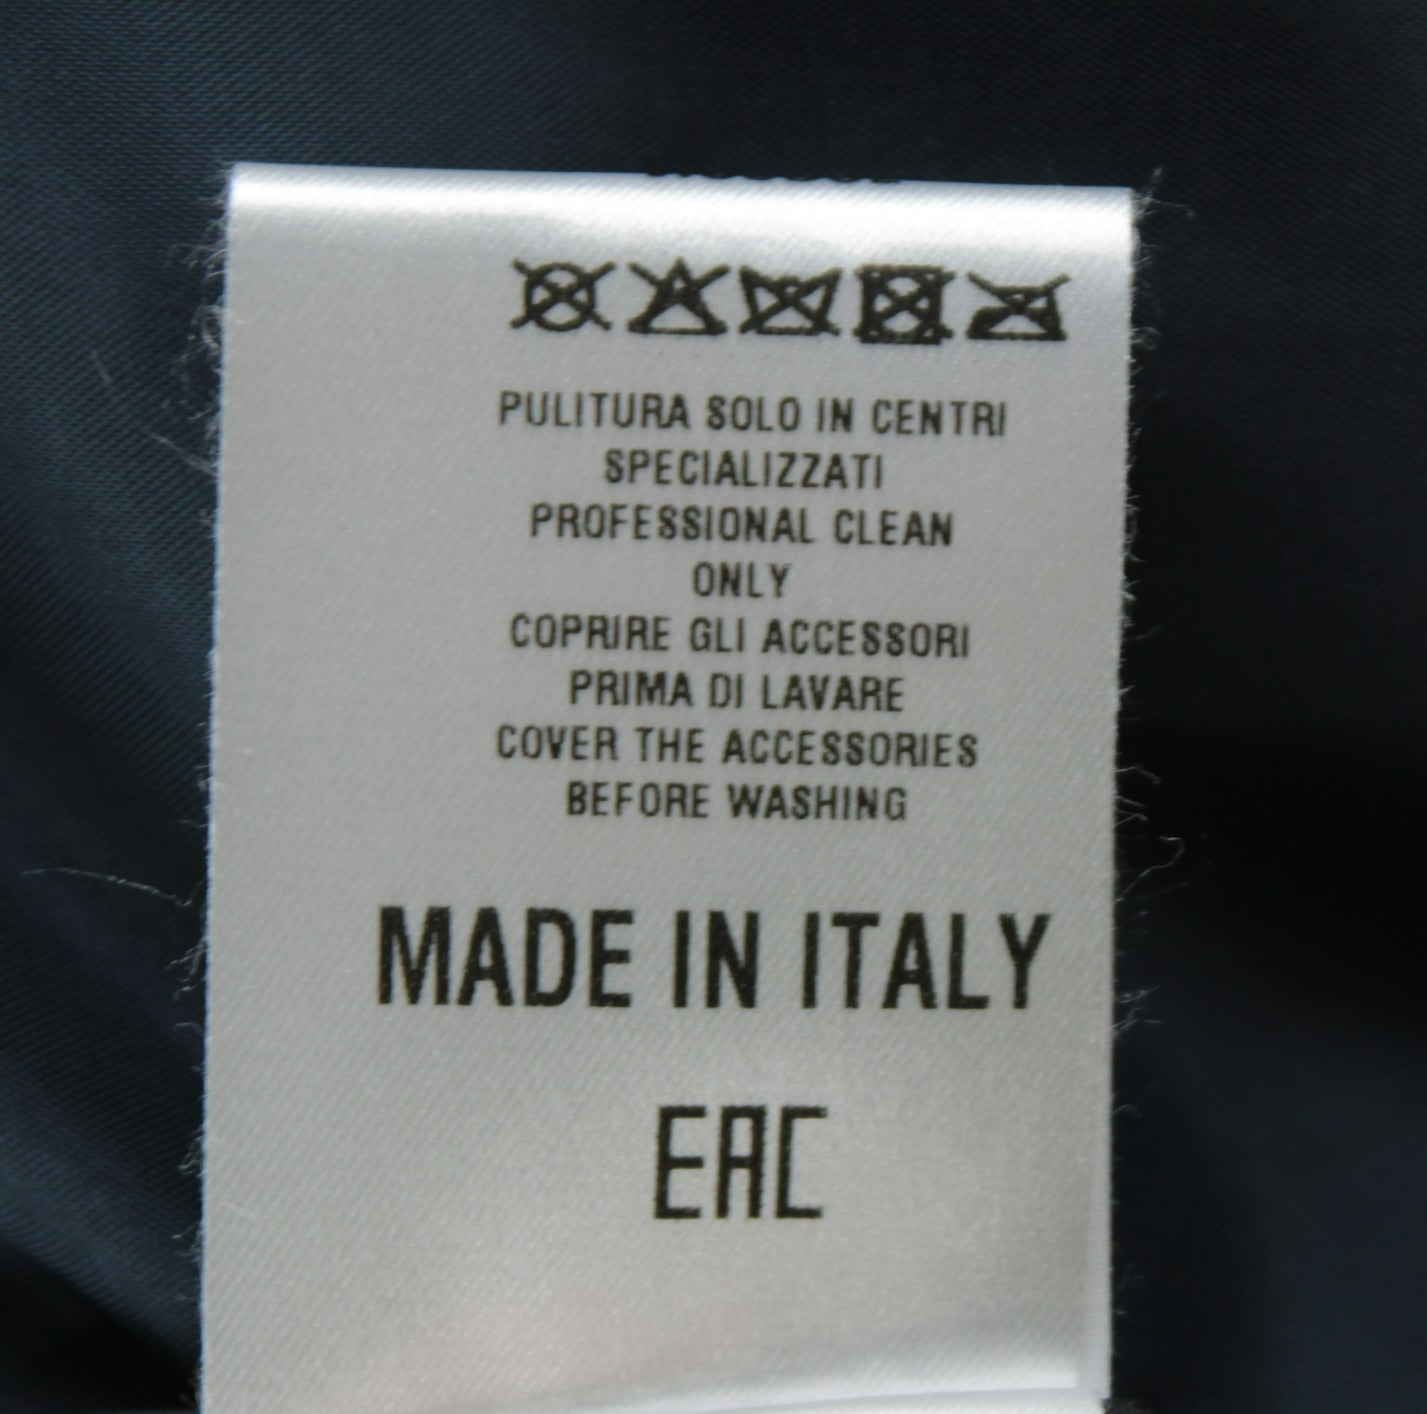 PULITURA SOLO IN CENTRI
SPECIALIZZATI
PROFESSIONAL CLEAN
ONLY
COPRIRE GLI ACCESSORI
PRIMA DI LAVARE
COVER THE ACCESSORIES
BEFORE WASHING
MADE IN ITALY
EAC